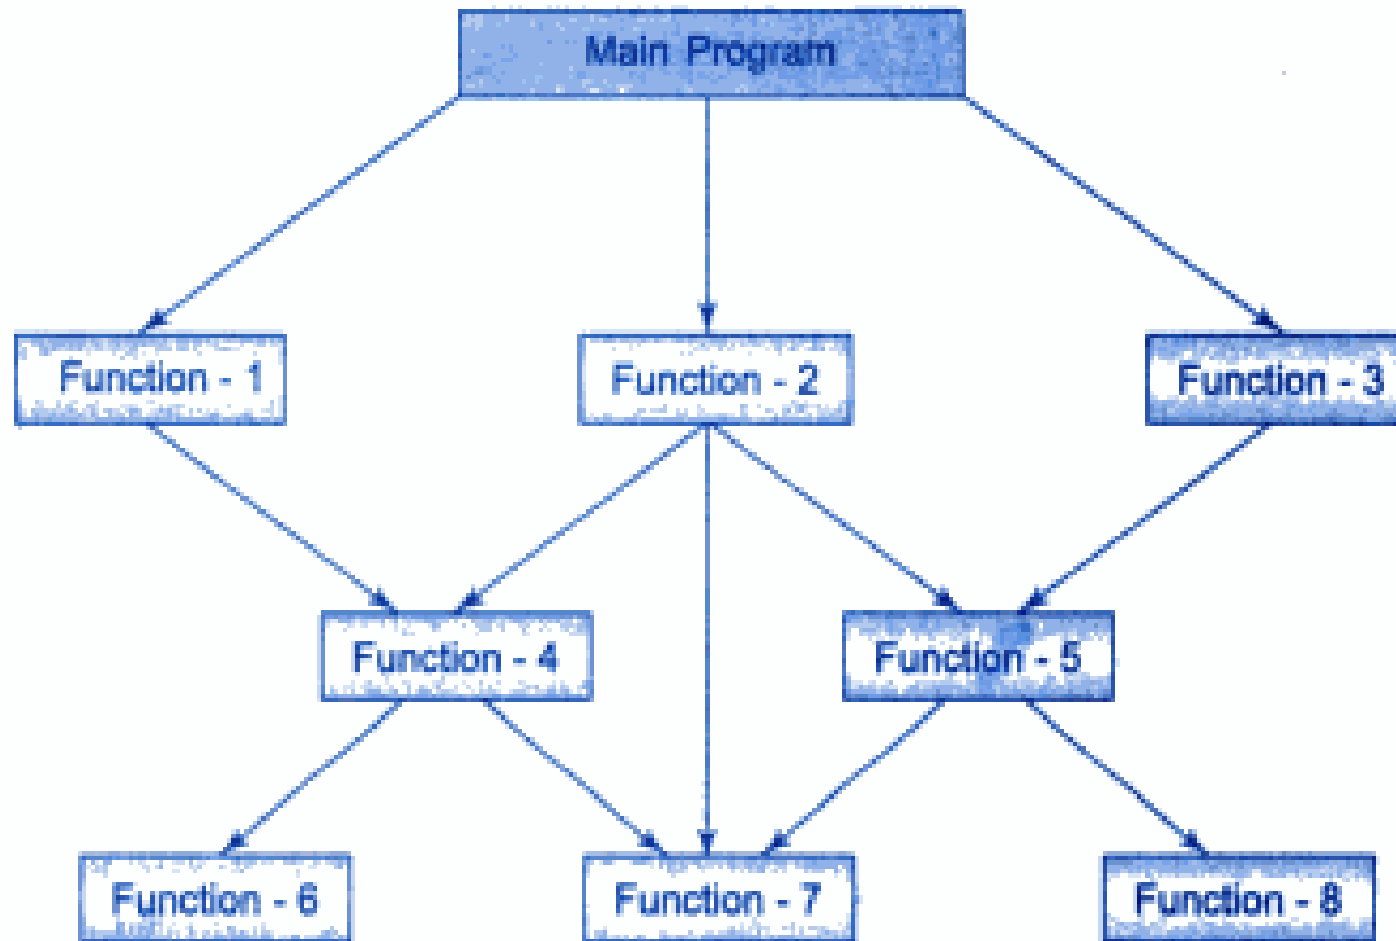 Main Program
Function - 1
Function - 2
Function - 3
Function - 4
Function - 5
Function - 6
Function - 7
Function - 8